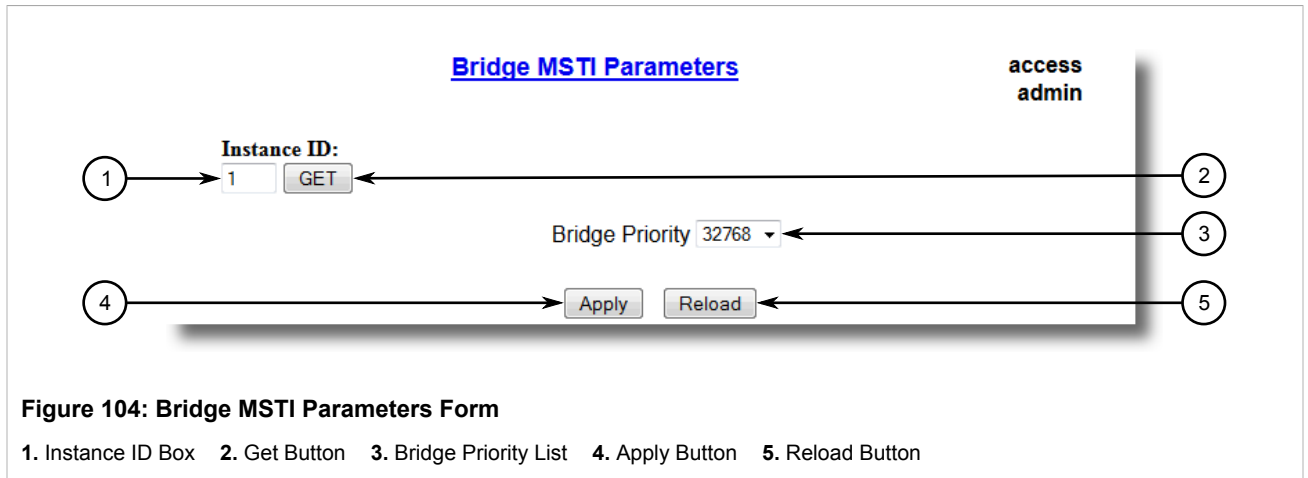 Bridge MSTI Parameters
access
admin
Instance ID:
1
1 GET
2
Bridge Priority 32768
3
4
Apply Reload
5
Figure 104: Bridge MSTI Parameters Form
1. Instance ID Box 2. Get Button 3. Bridge Priority List 4. Apply Button 5. Reload Button